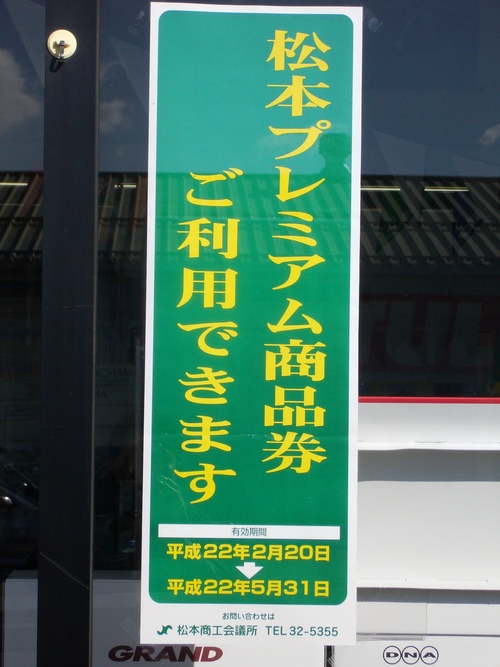 松本プレミアム商品券
ご利用できます
有効期間
平成22年2月20日
平成22年5月31日
お問い合わせは
松本商工会議所 TEL 32-5355
GRAND
DNA